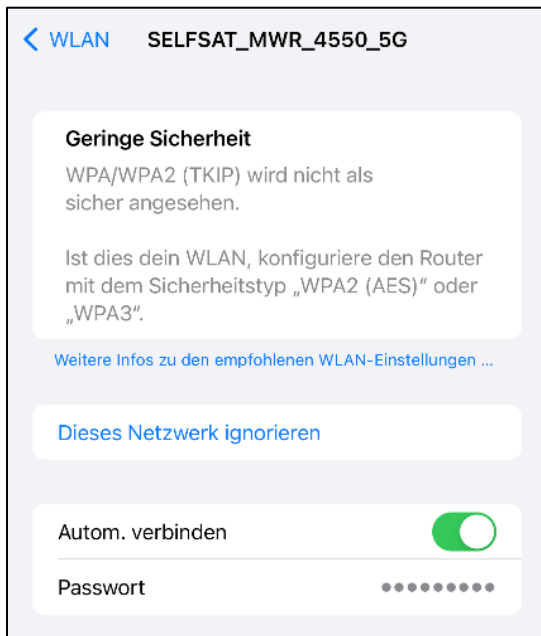 WLAN SELFSAT_MWR_4550_5G
Geringe Sicherheit
WPA/WPA2 (TKIP) wird nicht als
sicher angesehen.
Ist dies dein WLAN, konfiguriere den Router
mit dem Sicherheitstyp „WPA2 (AES)“ oder
„WPA3“.
Weitere Infos zu den empfohlenen WLAN-Einstellungen ...
Dieses Netzwerk ignorieren
Autom. verbinden
Passwort ●●●●●●●●●